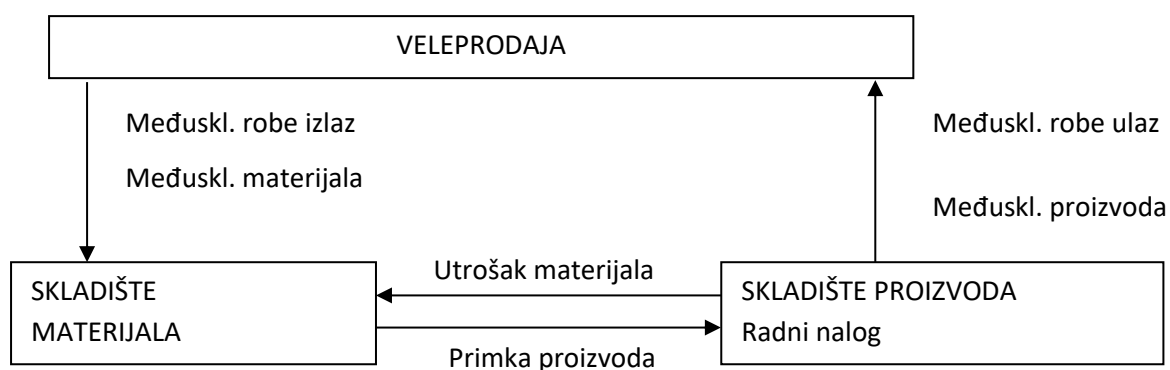 VELEPRODAJA
Međuskl. robe izlaz
Međuskl. materijala
Međuskl. robe ulaz
Međuskl. proizvoda
SKLADIŠTE
MATERIJALA
Utrošak materijala
Primka proizvoda
SKLADIŠTE PROIZVODA
Radni nalog